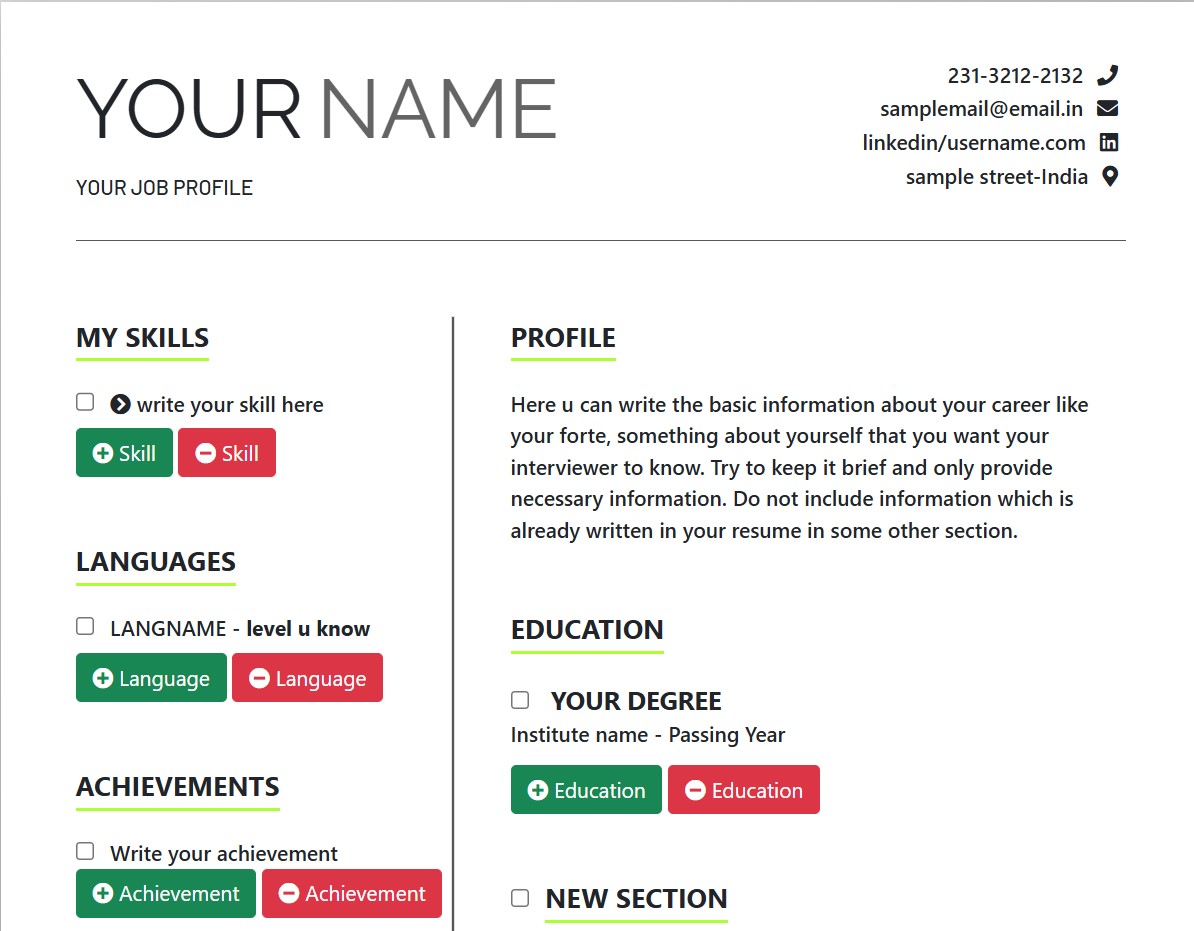 YOUR NAME
YOUR JOB PROFILE
231-3212-2132
samplemail@email.in
linkedin/username.com
sample street-India
MY SKILLS
write your skill here
Skill Skill
LANGUAGES
LANGNAME - level u know
Language Language
ACHIEVEMENTS
Write your achievement
Achievement Achievement
PROFILE
Here u can write the basic information about your career like
your forte, something about yourself that you want your
interviewer to know. Try to keep it brief and only provide
necessary information. Do not include information which is
already written in your resume in some other section.
EDUCATION
YOUR DEGREE
Institute name - Passing Year
Education Education
NEW SECTION